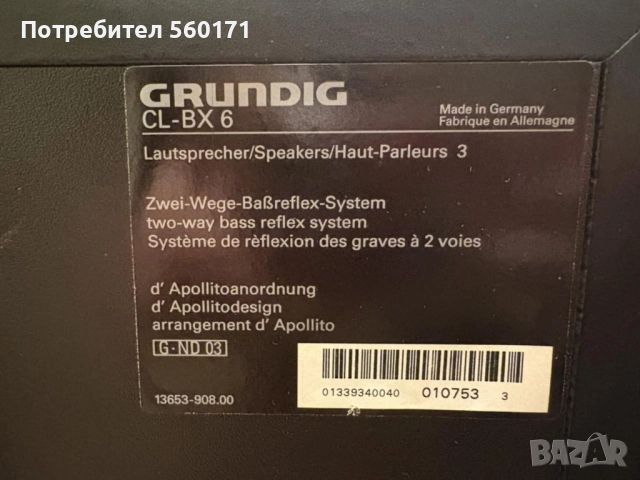 Потребител 560171
GRUNDIG
CL-BX 6
Made in Germany
Fabrique en Allemagne
Lautsprecher/Speakers/Haut-Parleurs 3
Zwei-Wege-Baßreflex-System
two-way bass reflex system
Système de rèflexion des graves à 2 voies
d' Apollitoanordnung
d' Apollitodesign
arrangement d' Apollito
G·ND 03
13653-908.00
01339340040 010753 3
BAZAR